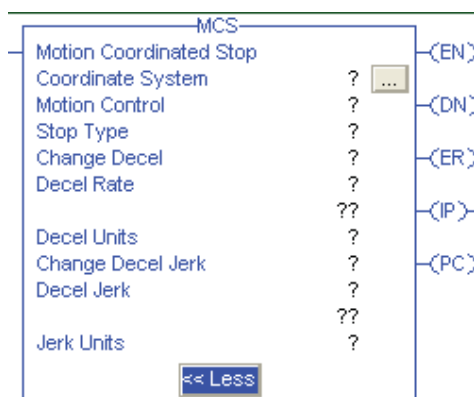 MCS
Motion Coordinated Stop (EN)
Coordinate System ? ...
Motion Control ? (DN)
Stop Type ?
Change Decel ? (ER)
Decel Rate ?
?? (IP)
Decel Units ?
Change Decel Jerk ? (PC)
Decel Jerk ?
??
Jerk Units ?
<< Less